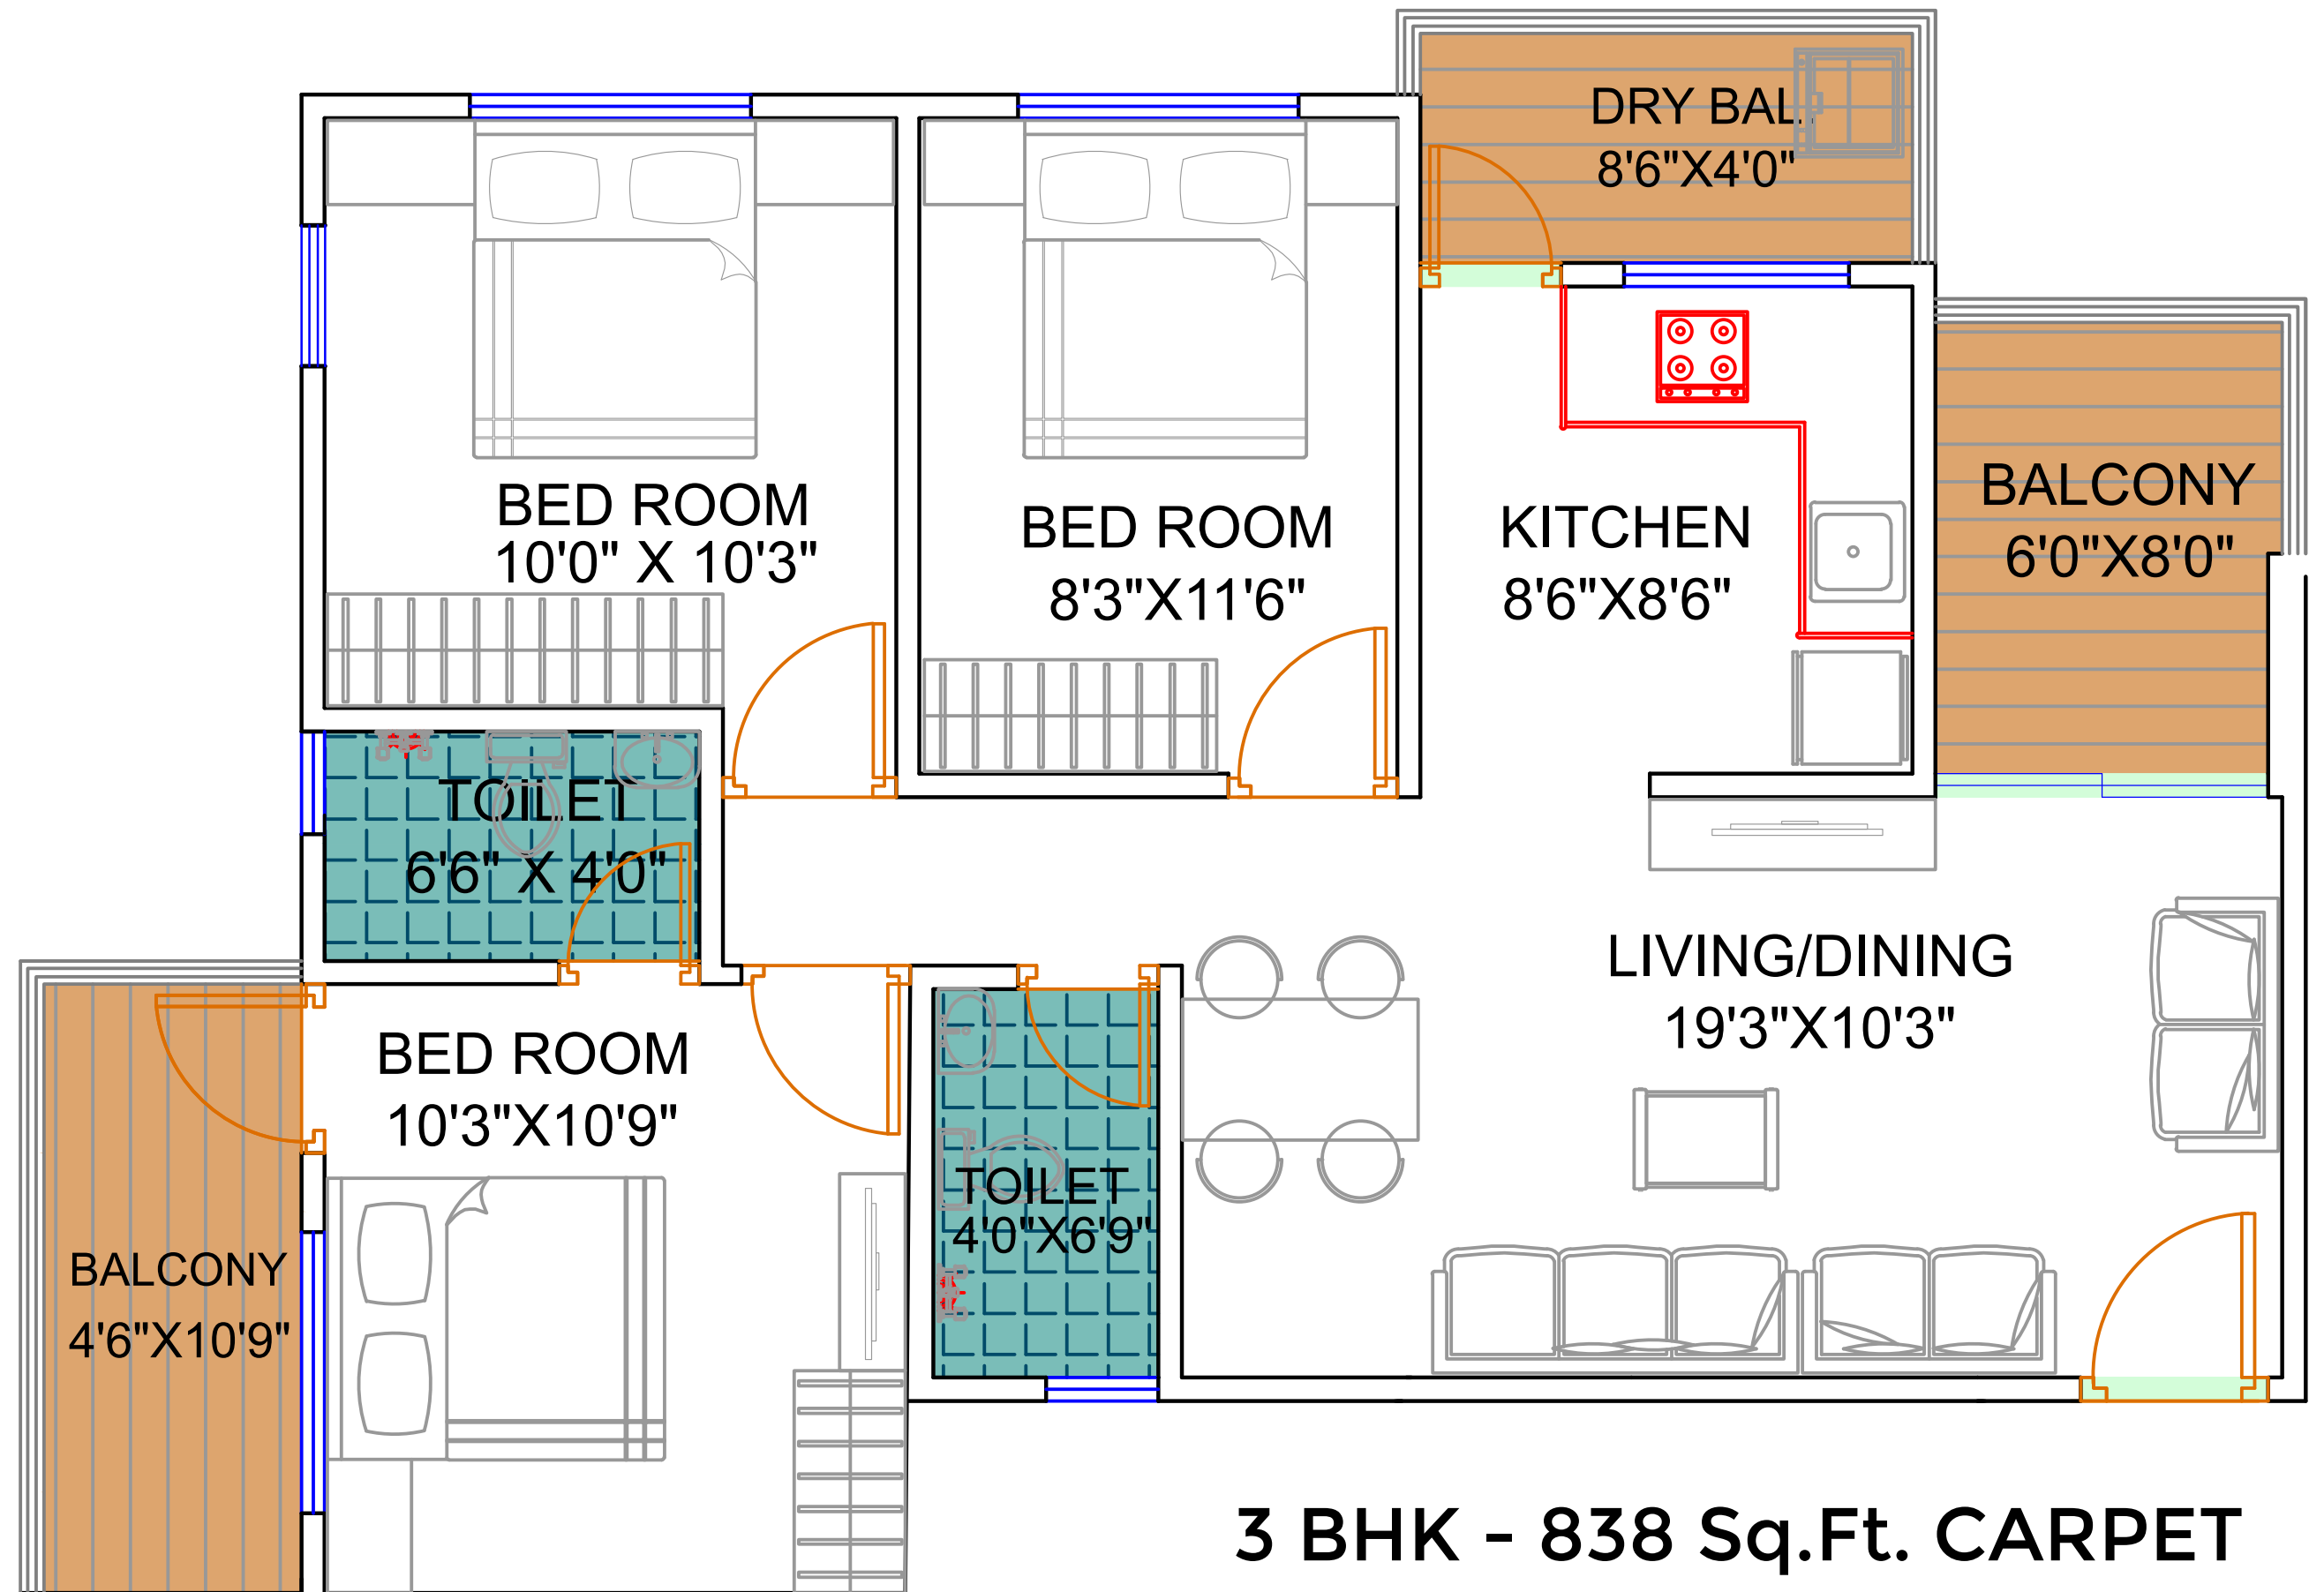 DRY BAL.
8'6"X4'0"
BED ROOM
10'0" X 10'3"
BED ROOM
8'3"X11'6"
KITCHEN
8'6"X8'6"
BALCONY
6'0"X8'0"
TOILET
6'6" X 4'0"
LIVING/DINING
19'3"X10'3"
BED ROOM
10'3"X10'9"
TOILET
4'0"X6'9"
BALCONY
4'6"X10'9"
3 BHK - 838 Sq.Ft. CARPET